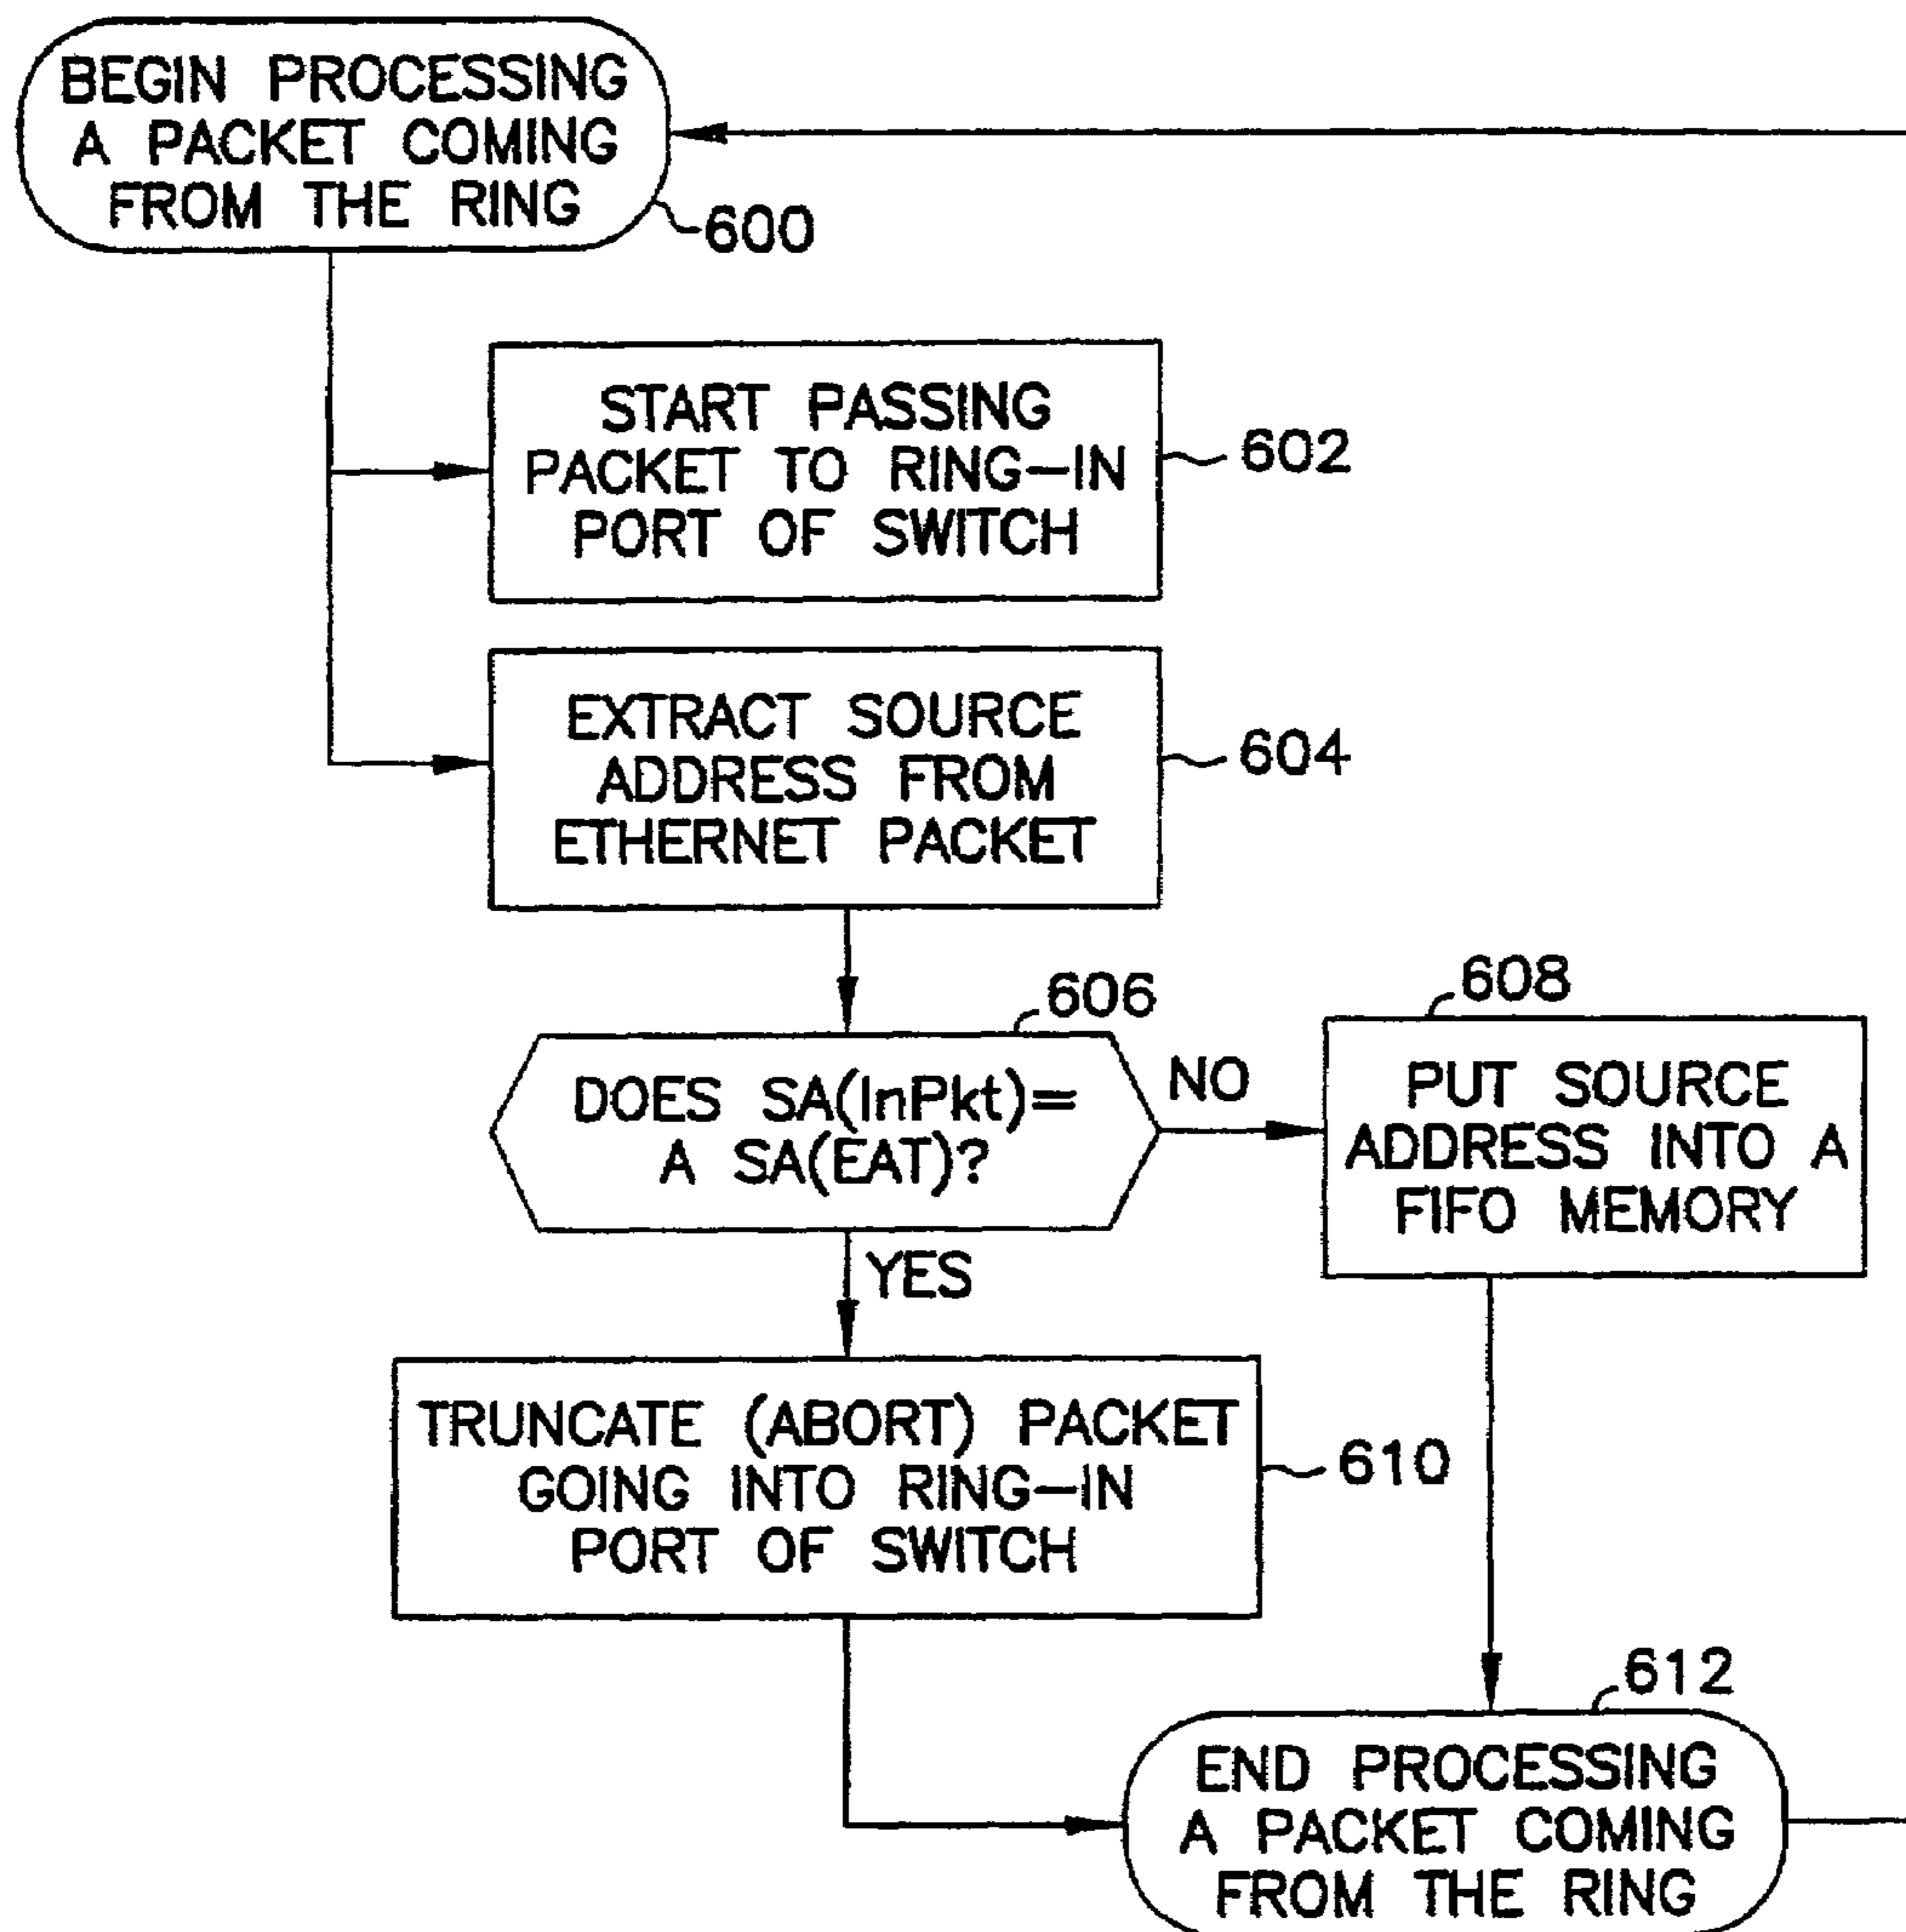 BEGIN PROCESSING
A PACKET COMING
FROM THE RING
600
START PASSING
PACKET TO RING-IN
PORT OF SWITCH
602
EXTRACT SOURCE
ADDRESS FROM
ETHERNET PACKET
604
606
DOES SA(InPkt)=
A SA(EAT)?
NO
608
PUT SOURCE
ADDRESS INTO A
FIFO MEMORY
YES
TRUNCATE (ABORT) PACKET
GOING INTO RING-IN
PORT OF SWITCH
610
612
END PROCESSING
A PACKET COMING
FROM THE RING